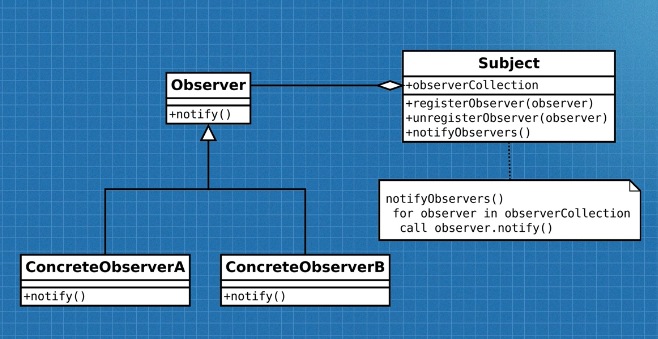 Observer
+notify()
Subject
+observerCollection
+registerObserver(observer)
+unregisterObserver(observer)
+notifyObservers()
notifyObservers()
for observer in observerCollection
call observer.notify()
ConcreteObserverA
+notify()
ConcreteObserverB
+notify()